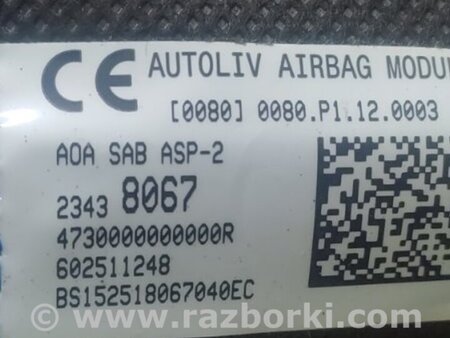 CE AUTOLIV AIRBAG MODU
[0080] 0080.P1.12.0003
AOA SAB ASP-2
2343 8067
4730000000000R
602511248
BS152518067040EC
© www.razborki.com